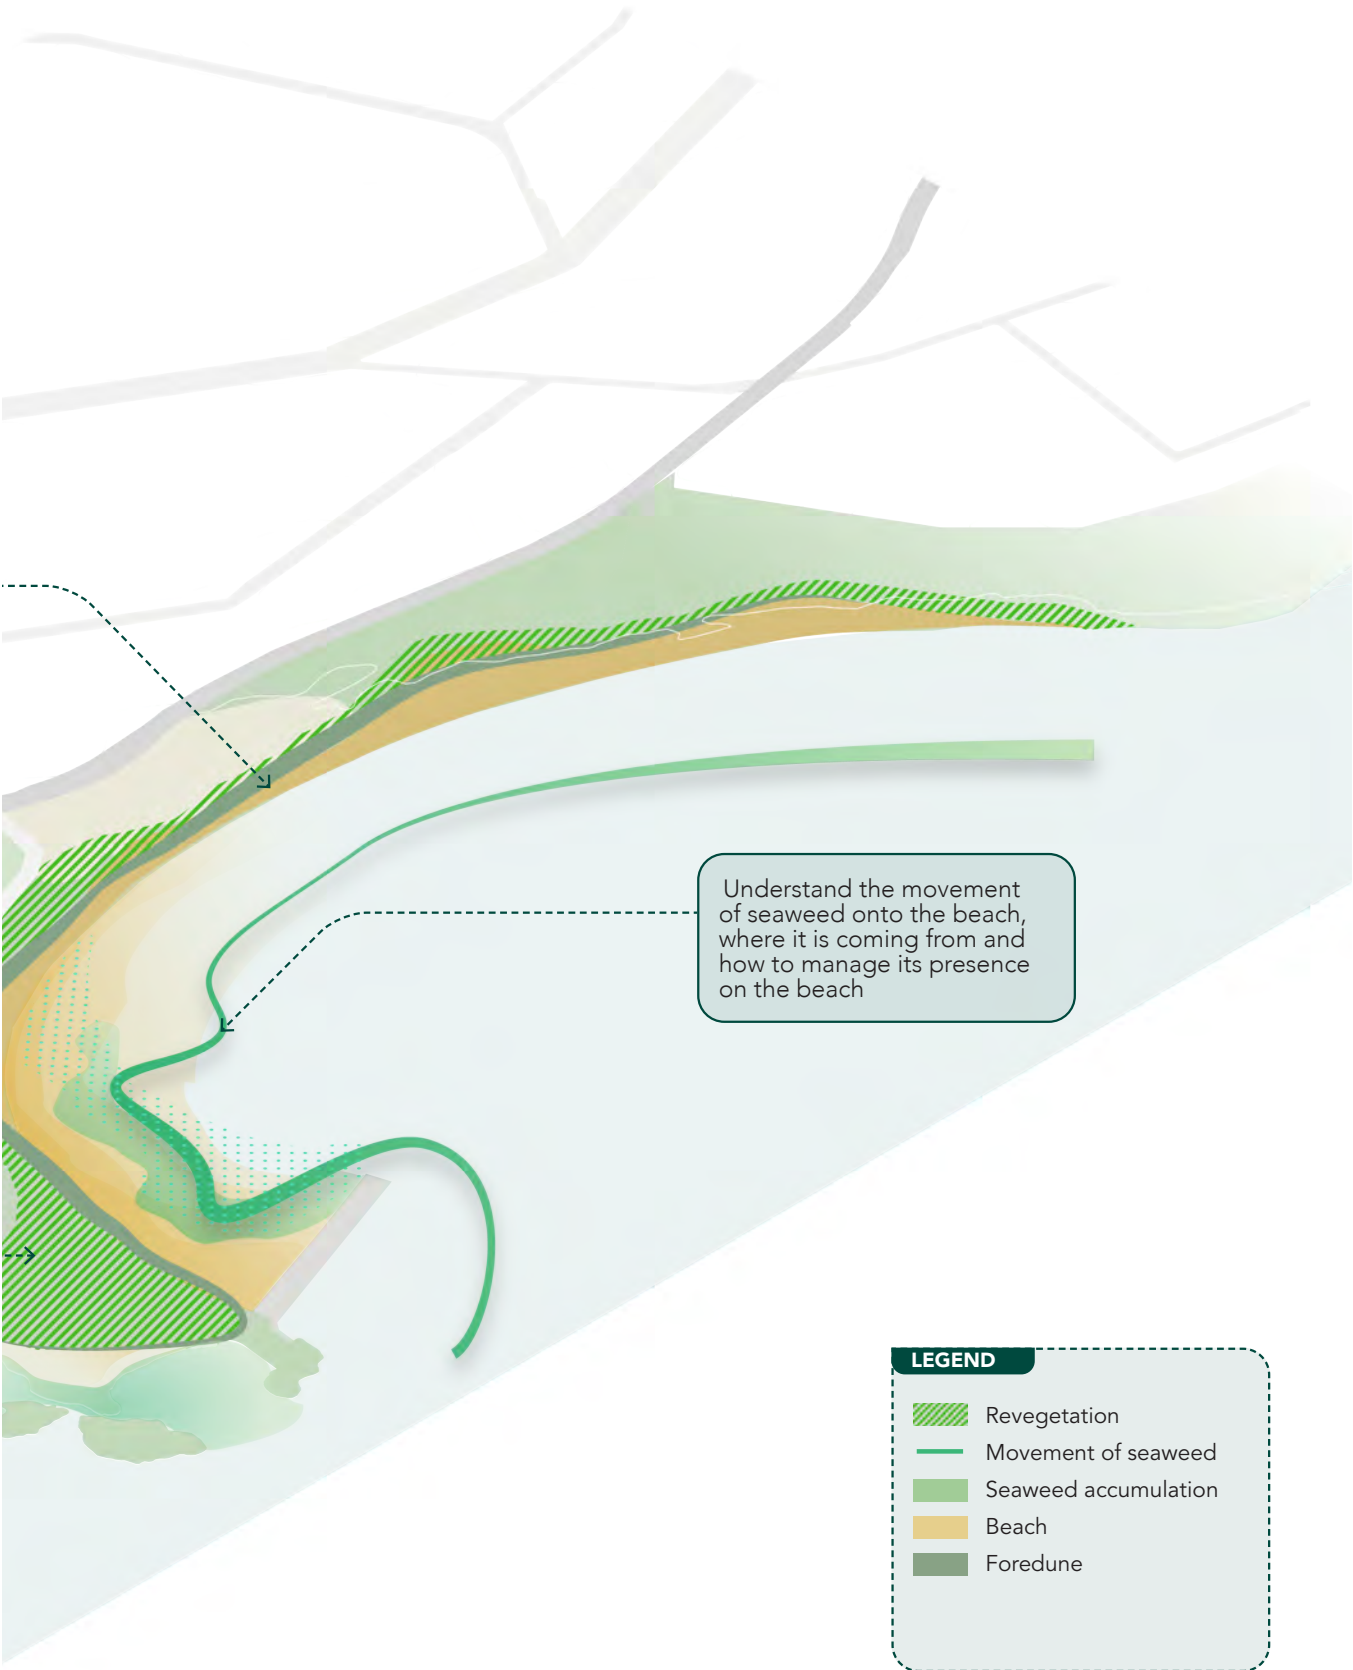 Understand the movement
of seaweed onto the beach,
where it is coming from and
how to manage its presence
on the beach
LEGEND
Revegetation
Movement of seaweed
Seaweed accumulation
Beach
Foredune